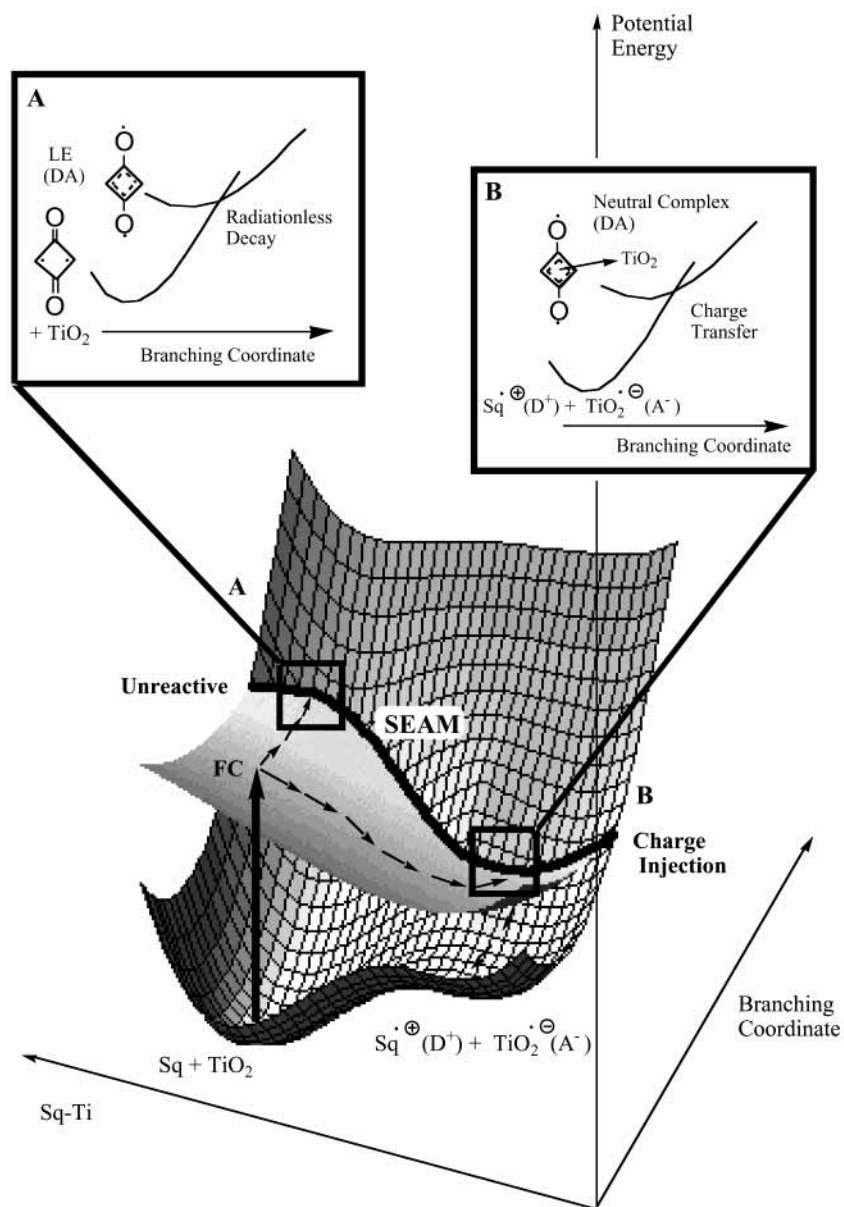 Potential
Energy
A
LE
(DA)
O
O
O
O
Radiationless
Decay
+ TiO₂
Branching Coordinate
B
Neutral Complex
(DA)
O
O
TiO₂
Charge
Transfer
Sq·⊕(D⁺) + TiO₂·⊖(A⁻)
Branching Coordinate
A
Unreactive
SEAM
FC
B
Charge
Injection
Sq + TiO₂
Sq·⊕(D⁺) + TiO₂·⊖(A⁻)
Branching
Coordinate
Sq-Ti